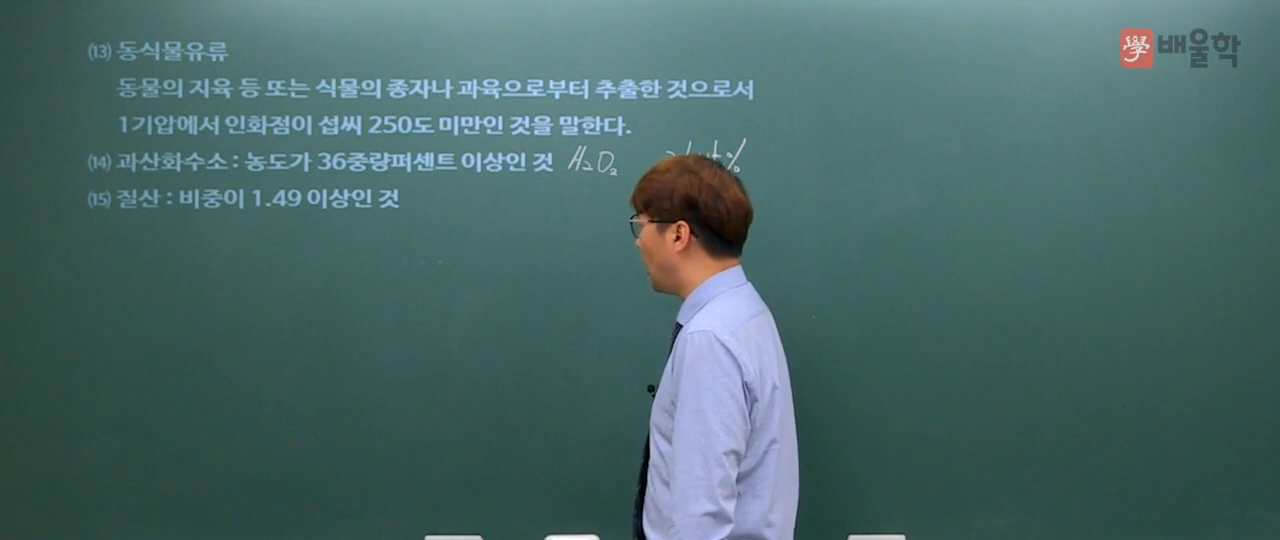 學 배울학
⒀ 동식물유류
동물의 지육 등 또는 식물의 종자나 과육으로부터 추출한 것으로서
1기압에서 인화점이 섭씨 250도 미만인 것을 말한다.
⒁ 과산화수소 : 농도가 36중량퍼센트 이상인 것 H₂O₂ %
⒂ 질산 : 비중이 1.49 이상인 것